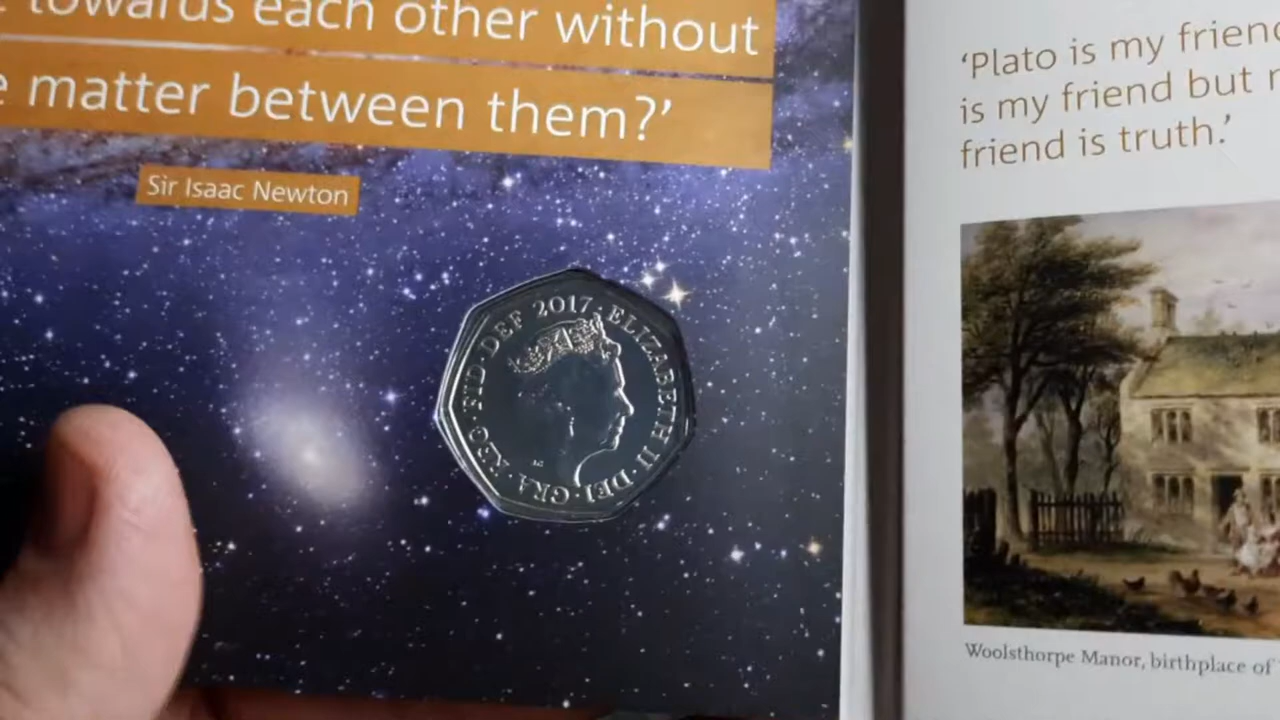 towards each other without
matter between them?’
Sir Isaac Newton
2017 · ELIZABETH II · DEI · GRA · REG · FID · DEF
‘Plato is my
is my friend but
friend is truth.’
Woolsthorpe Manor, birthplace of